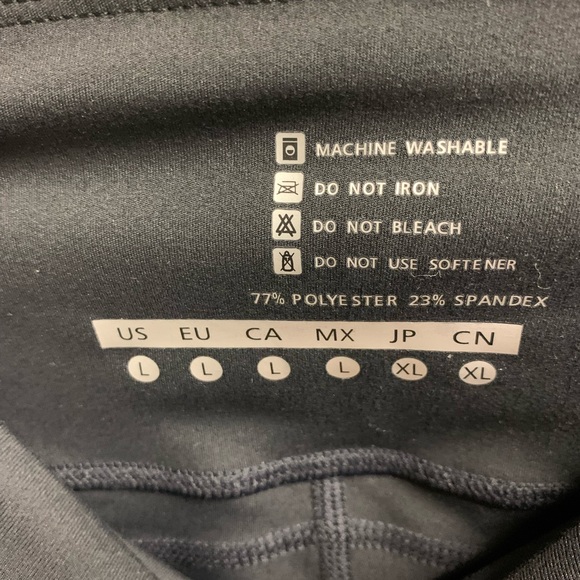 MACHINE WASHABLE
DO NOT IRON
DO NOT BLEACH
DO NOT USE SOFTENER
77% POLYESTER 23% SPANDEX
US EU CA MX JP CN
L L L L XL XL